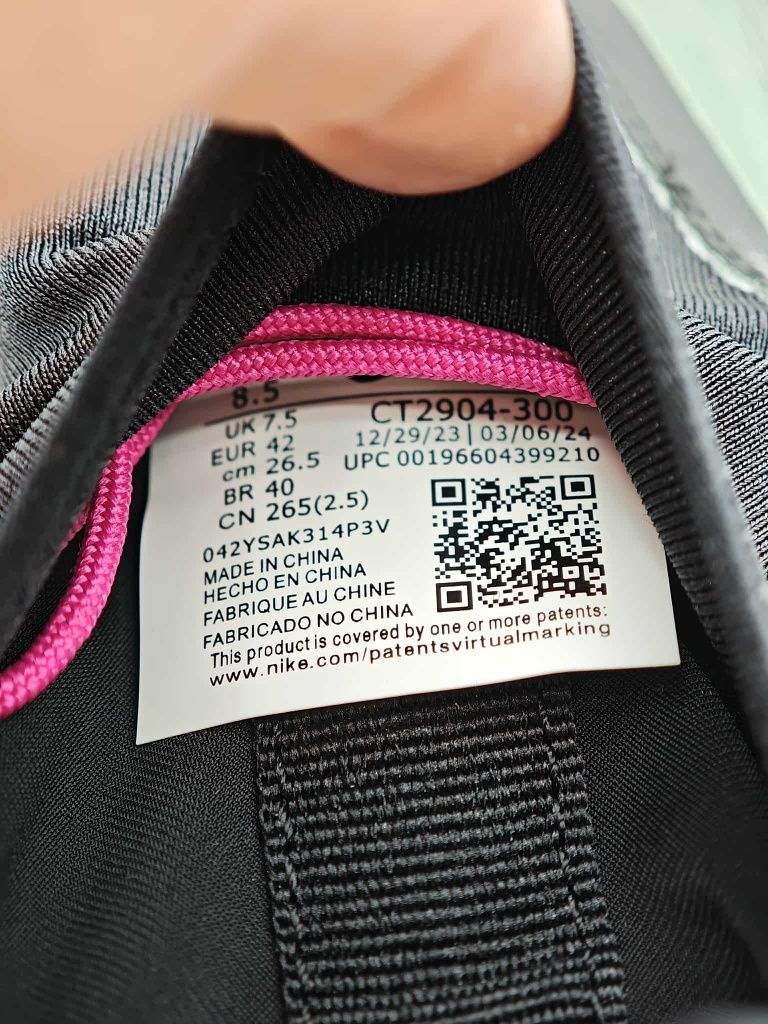 8.5
UK 7.5
EUR 42
cm 26.5
BR 40
CN 265(2.5)
CT2904-300
12/29/23 | 03/06/24
UPC 00196604399210
042YSAK314P3V
MADE IN CHINA
HECHO EN CHINA
FABRIQUE AU CHINE
FABRICADO NO CHINA
This product is covered by one or more patents:
www.nike.com/patentsvirtualmarking